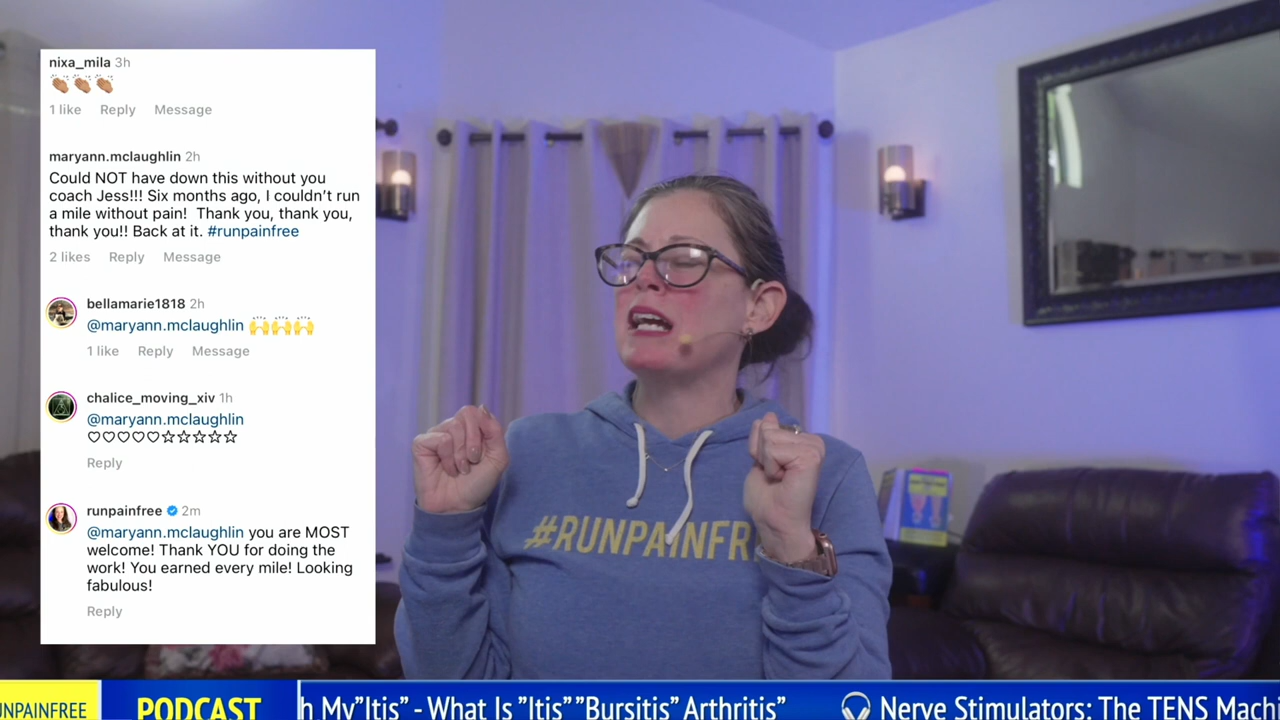 nixa_mila 3h
👏🏽👏🏽👏🏽
1 like Reply Message
maryann.mclaughlin 2h
Could NOT have down this without you
coach Jess!!! Six months ago, I couldn't run
a mile without pain! Thank you, thank you,
thank you!! Back at it. #runpainfree
2 likes Reply Message
bellamarie1818 2h
@maryann.mclaughlin 🙌🙌🙌
1 like Reply Message
chalice_moving_xiv 1h
@maryann.mclaughlin
♡♡♡♡♡☆☆☆☆☆
Reply
runpainfree 2m
@maryann.mclaughlin you are MOST
welcome! Thank YOU for doing the
work! You earned every mile! Looking
fabulous!
Reply
#RUNPAINFR
UNPAINFREE PODCAST h My"Itis" - What Is "Itis""Bursitis" Arthritis" Nerve Stimulators: The TENS Mach